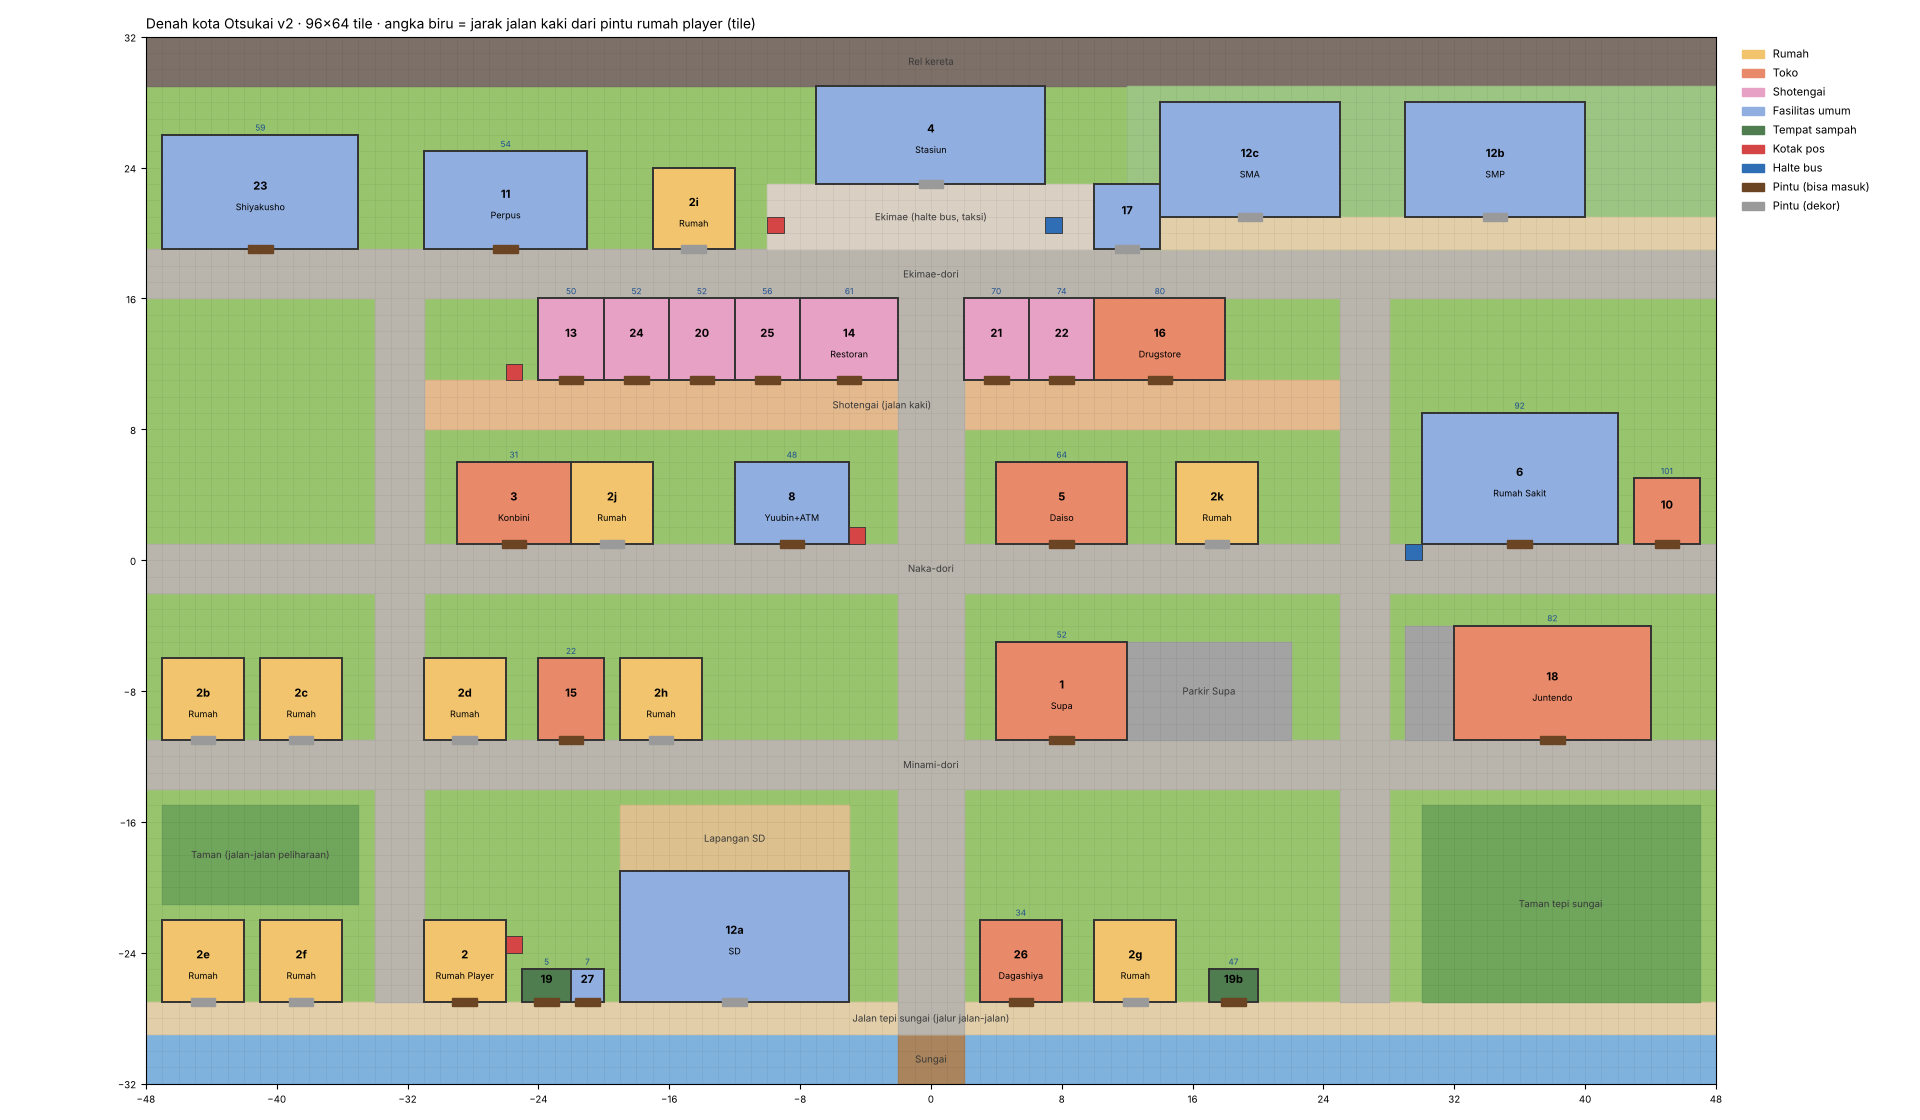 Denah kota Otsukai v2 · 96×64 tile · angka biru = jarak jalan kaki dari pintu rumah player (tile)
Rumah
Toko
Shotengai
Fasilitas umum
Tempat sampah
Kotak pos
Halte bus
Pintu (bisa masuk)
Pintu (dekor)
32
24
16
8
0
−8
−16
−24
−32
Rel kereta
59
23
Shiyakusho
54
11
Perpus
2i
Rumah
4
Stasiun
Ekimae (halte bus, taksi)
17
12c
SMA
12b
SMP
Ekimae-dori
50
13
52
24
52
20
56
25
61
14
Restoran
70
21
74
22
80
16
Drugstore
Shotengai (jalan kaki)
31
3
Konbini
2j
Rumah
48
8
Yuubin+ATM
64
5
Daiso
2k
Rumah
92
6
Rumah Sakit
101
10
Naka-dori
2b
Rumah
2c
Rumah
2d
Rumah
22
15
2h
Rumah
52
1
Supa
Parkir Supa
82
18
Juntendo
Minami-dori
Taman (jalan-jalan peliharaan)
Lapangan SD
Taman tepi sungai
2e
Rumah
2f
Rumah
2
Rumah Player
5
19
7
27
12a
SD
34
26
Dagashiya
2g
Rumah
47
19b
Jalan tepi sungai (jalur jalan-jalan)
Sungai
−48
−40
−32
−24
−16
−8
0
8
16
24
32
40
48